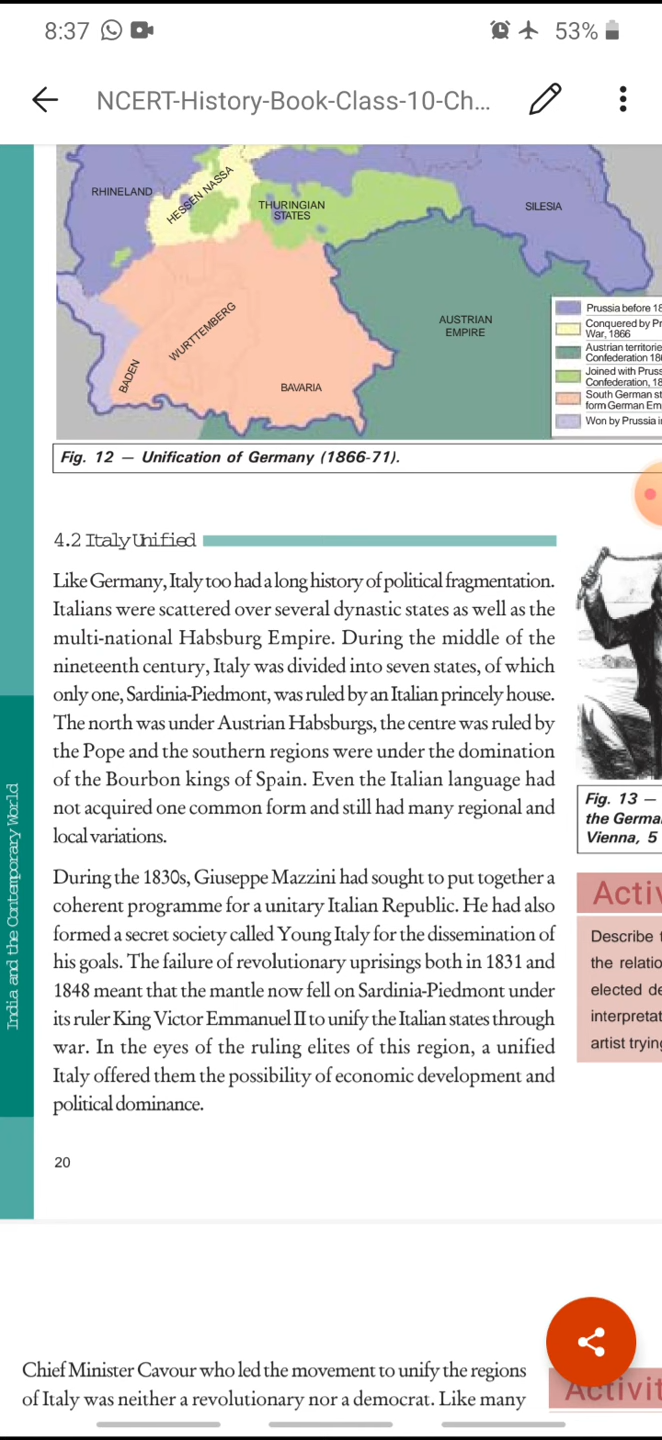 8:37
53%
NCERT-History-Book-Class-10-Ch...
RHINELAND
HESSEN NASSA
THURINGIAN
STATES
SILESIA
AUSTRIAN
EMPIRE
WURTTEMBERG
BADEN
BAVARIA
Prussia before 18
Conquered by Pr
War, 1866
Austrian territorie
Confederation 18
Joined with Pruss
Confederation, 18
South German st
form German Em
Won by Prussia i
Fig. 12 — Unification of Germany (1866-71).
4.2 Italy Unified
Like Germany, Italy too had a long history of political fragmentation.
Italians were scattered over several dynastic states as well as the
multi-national Habsburg Empire. During the middle of the
nineteenth century, Italy was divided into seven states, of which
only one, Sardinia-Piedmont, was ruled by an Italian princely house.
The north was under Austrian Habsburgs, the centre was ruled by
the Pope and the southern regions were under the domination
of the Bourbon kings of Spain. Even the Italian language had
not acquired one common form and still had many regional and
local variations.
During the 1830s, Giuseppe Mazzini had sought to put together a
coherent programme for a unitary Italian Republic. He had also
formed a secret society called Young Italy for the dissemination of
his goals. The failure of revolutionary uprisings both in 1831 and
1848 meant that the mantle now fell on Sardinia-Piedmont under
its ruler King Victor Emmanuel II to unify the Italian states through
war. In the eyes of the ruling elites of this region, a unified
Italy offered them the possibility of economic development and
political dominance.
20
India and the Contemporary World
Fig. 13 —
the Germa
Vienna, 5
Activ
Describe t
the relatio
elected de
interpretat
artist trying
Chief Minister Cavour who led the movement to unify the regions
of Italy was neither a revolutionary nor a democrat. Like many
Activit